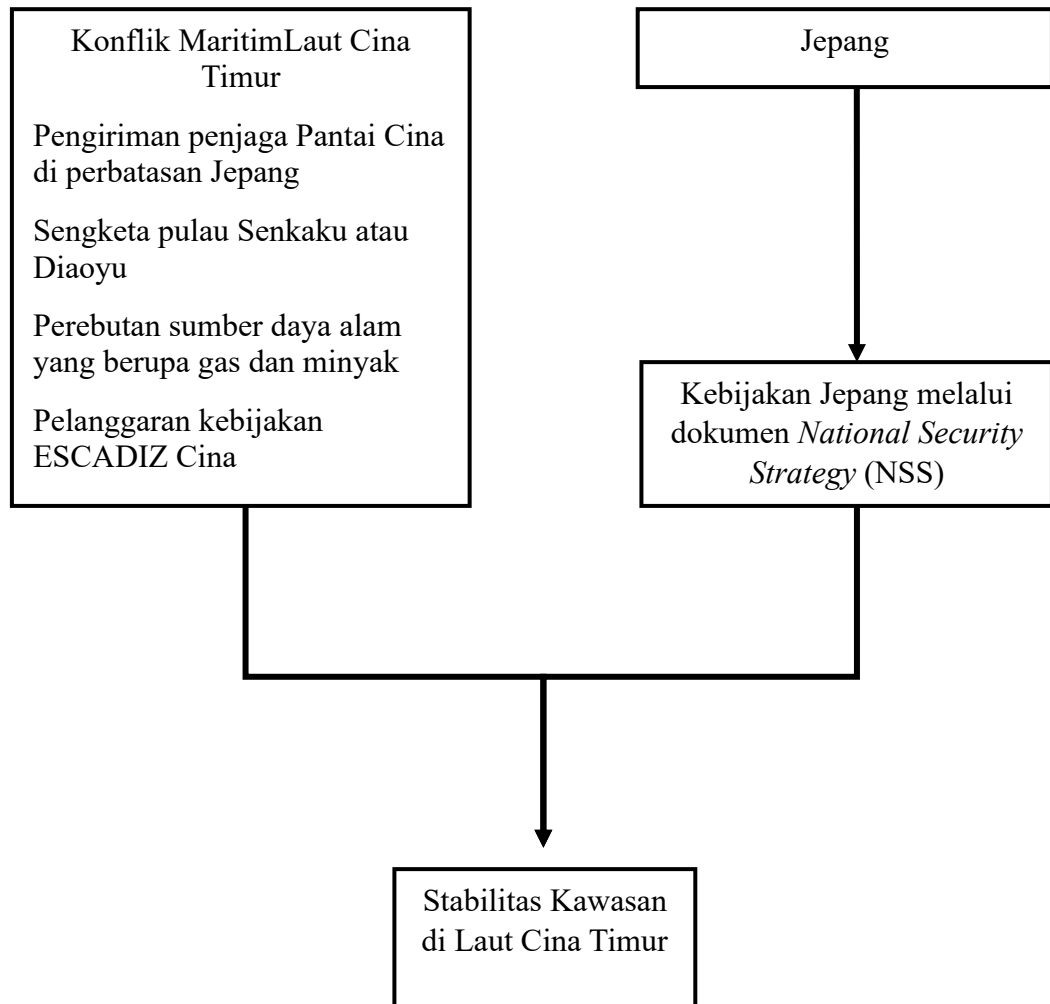 Konflik MaritimLaut Cina
Timur
Pengiriman penjaga Pantai Cina
di perbatasan Jepang
Sengketa pulau Senkaku atau
Diaoyu
Perebutan sumber daya alam
yang berupa gas dan minyak
Pelanggaran kebijakan
ESCADIZ Cina
Jepang
Kebijakan Jepang melalui
dokumen National Security
Strategy (NSS)
Stabilitas Kawasan
di Laut Cina Timur